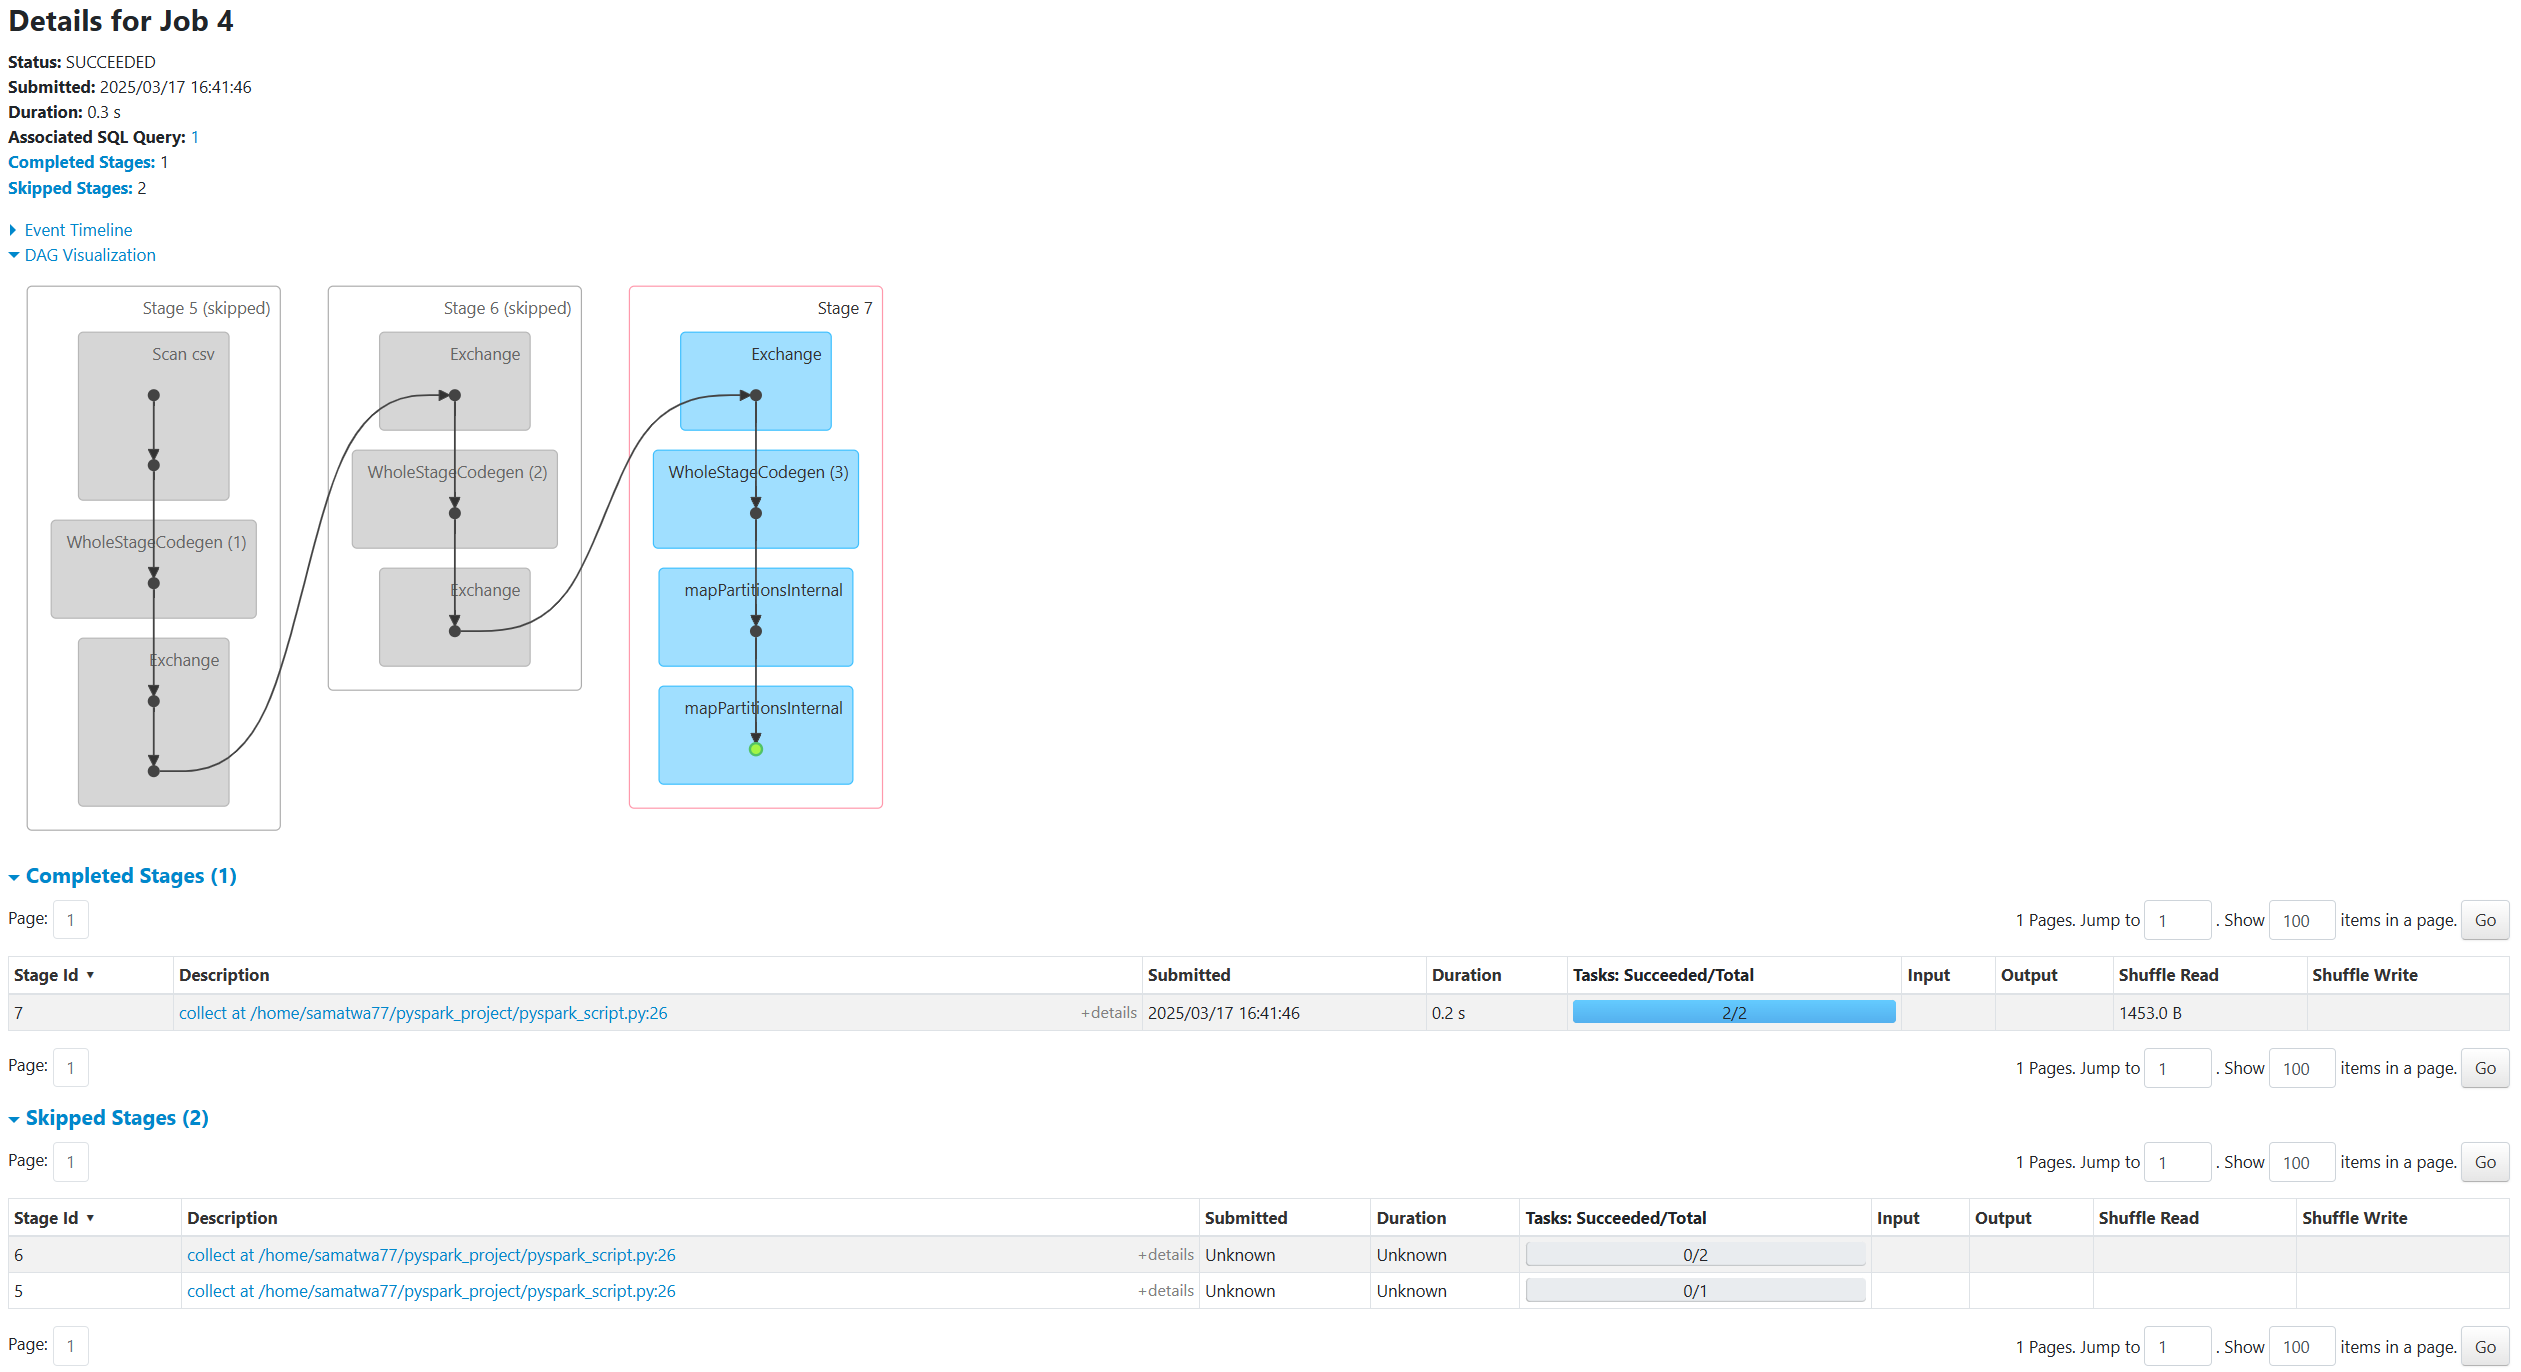 Details for Job 4
Status: SUCCEEDED
Submitted: 2025/03/17 16:41:46
Duration: 0.3 s
Associated SQL Query: 1
Completed Stages: 1
Skipped Stages: 2
Event Timeline
DAG Visualization
Stage 5 (skipped)
Scan csv
WholeStageCodegen (1)
Exchange
Stage 6 (skipped)
Exchange
WholeStageCodegen (2)
Exchange
Stage 7
Exchange
WholeStageCodegen (3)
mapPartitionsInternal
mapPartitionsInternal
Completed Stages (1)
Page: 1 1 Pages. Jump to 1 . Show 100 items in a page. Go
Stage Id ▾ Description Submitted Duration Tasks: Succeeded/Total Input Output Shuffle Read Shuffle Write
7 collect at /home/samatwa77/pyspark_project/pyspark_script.py:26 +details 2025/03/17 16:41:46 0.2 s 2/2 1453.0 B
Page: 1 1 Pages. Jump to 1 . Show 100 items in a page. Go
Skipped Stages (2)
Page: 1 1 Pages. Jump to 1 . Show 100 items in a page. Go
Stage Id ▾ Description Submitted Duration Tasks: Succeeded/Total Input Output Shuffle Read Shuffle Write
6 collect at /home/samatwa77/pyspark_project/pyspark_script.py:26 +details Unknown Unknown 0/2
5 collect at /home/samatwa77/pyspark_project/pyspark_script.py:26 +details Unknown Unknown 0/1
Page: 1 1 Pages. Jump to 1 . Show 100 items in a page. Go